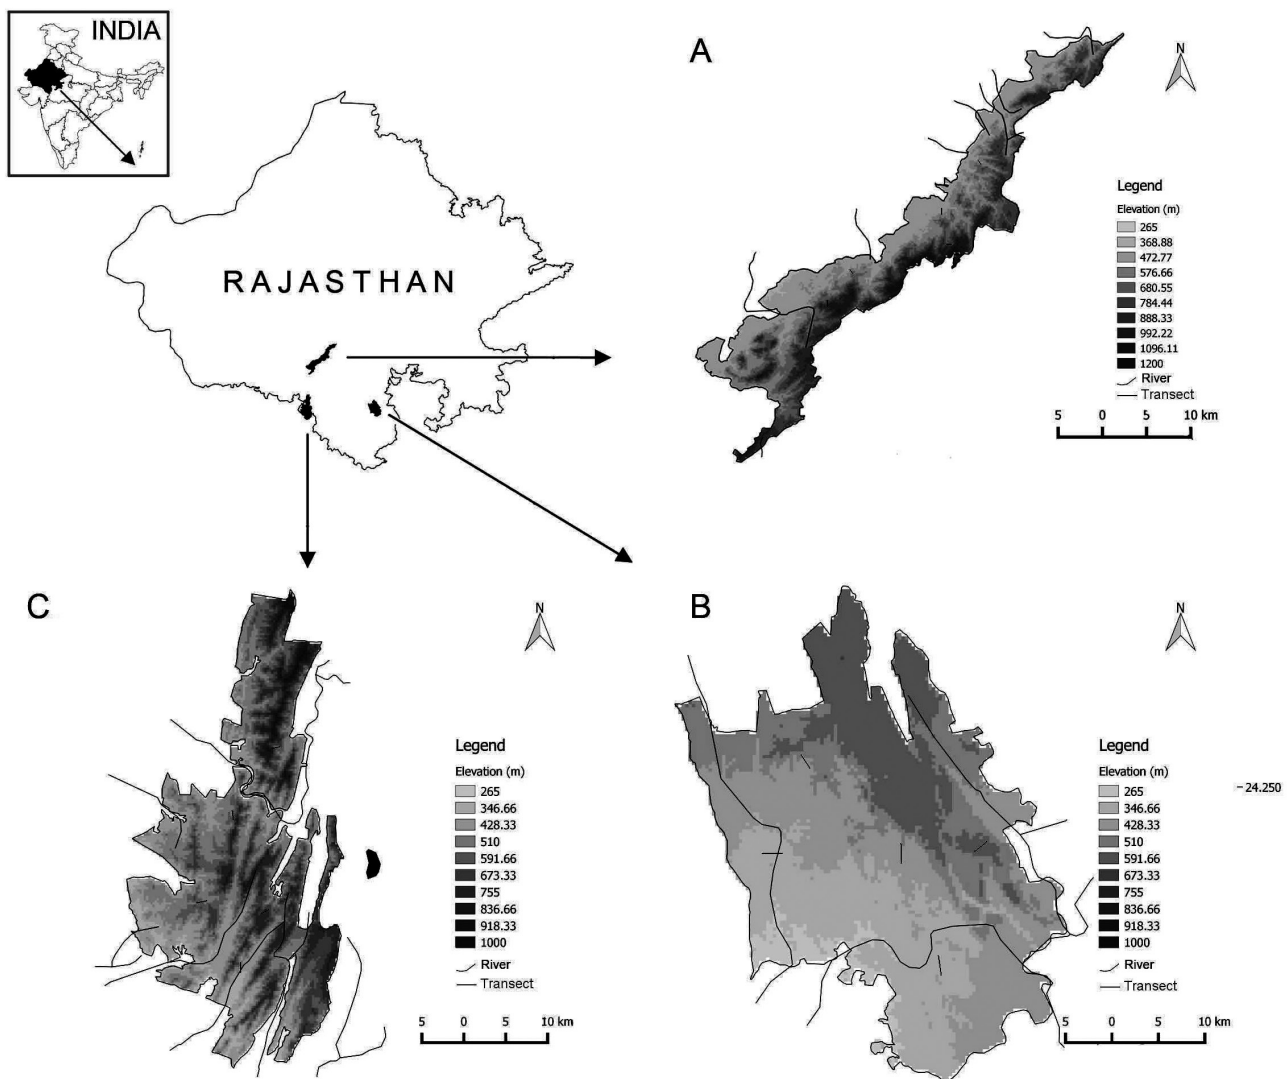 INDIA
RAJASTHAN
A
N
Legend
Elevation (m)
265
368.88
472.77
576.66
680.55
784.44
888.33
992.22
1096.11
1200
River
Transect
5 0 5 10 km
C
N
Legend
Elevation (m)
265
346.66
428.33
510
591.66
673.33
755
836.66
918.33
1000
River
Transect
5 0 5 10 km
B
N
24.250
Legend
Elevation (m)
265
346.66
428.33
510
591.66
673.33
755
836.66
918.33
1000
River
Transect
5 0 5 10 km